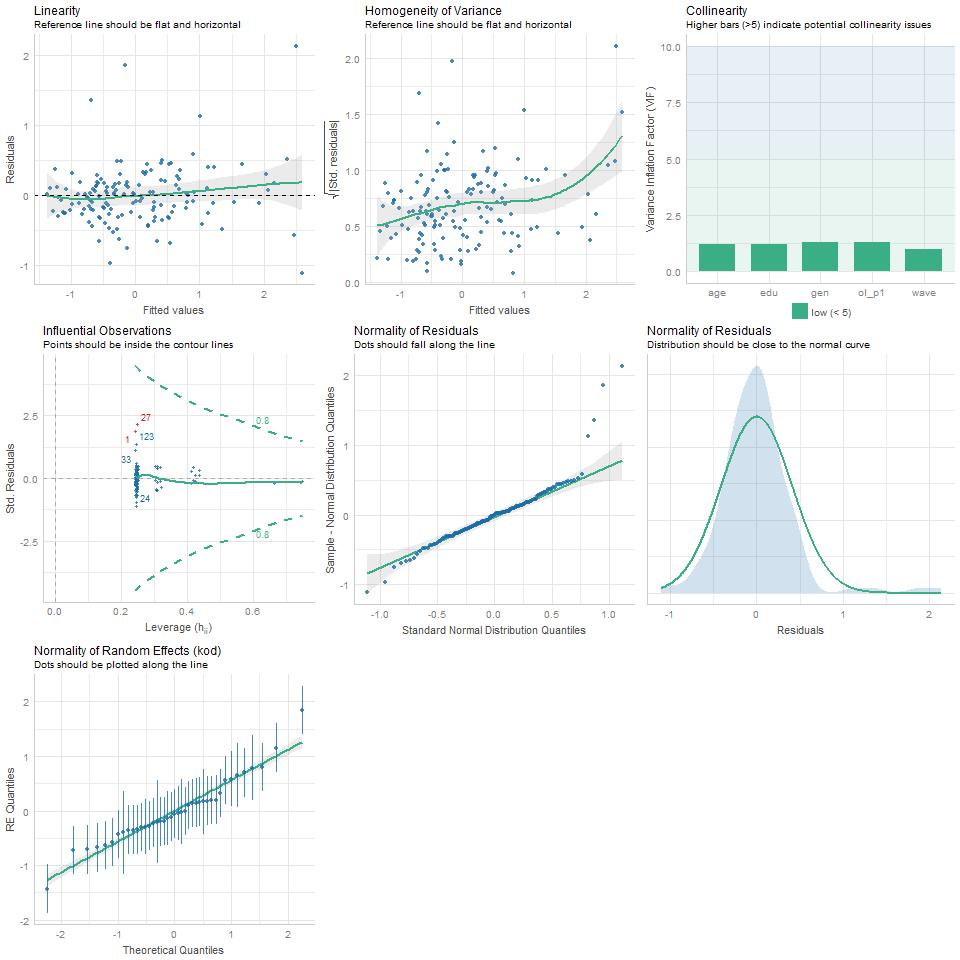 Linearity
Reference line should be flat and horizontal
Residuals
2
1
0
-1
-1
0
1
2
Fitted values
Homogeneity of Variance
Reference line should be flat and horizontal
√|Std. residuals|
2.0
1.5
1.0
0.5
0.0
-1
0
1
2
Fitted values
Collinearity
Higher bars (>5) indicate potential collinearity issues
Variance Inflation Factor (VIF)
10.0
7.5
5.0
2.5
0.0
age
edu
gen
ol_p1
wave
low (< 5)
Influential Observations
Points should be inside the contour lines
Std. Residuals
2.5
0.0
-2.5
27
1
123
33
24
0.8
0.8
0.0
0.2
0.4
0.6
Leverage (hii)
Normality of Residuals
Dots should fall along the line
Sample - Normal Distribution Quantiles
2
1
0
-1
-1.0
-0.5
0.0
0.5
1.0
Standard Normal Distribution Quantiles
Normality of Residuals
Distribution should be close to the normal curve
-1
0
1
2
Residuals
Normality of Random Effects (kod)
Dots should be plotted along the line
RE Quantiles
2
1
0
-1
-2
-2
-1
0
1
2
Theoretical Quantiles